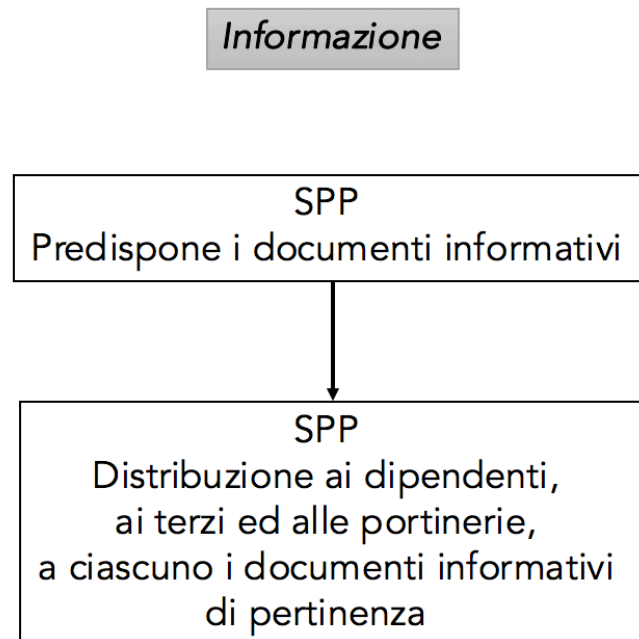 Informazione
SPP
Predispone i documenti informativi
SPP
Distribuzione ai dipendenti,
ai terzi ed alle portinerie,
a ciascuno i documenti informativi
di pertinenza